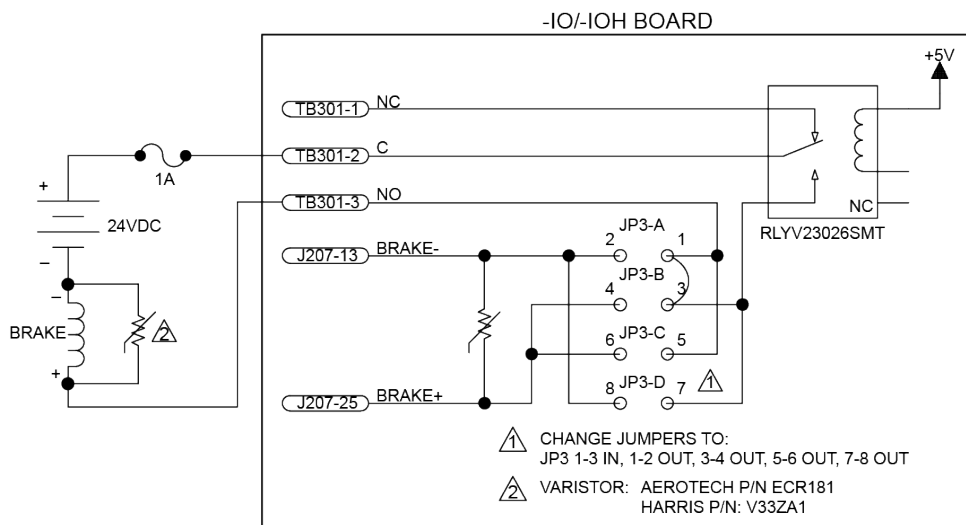 -IO/-IOH BOARD
+5V
TB301-1 NC
TB301-2 C
1A
TB301-3 NO
+
24VDC
NC
RLYV23026SMT
JP3-A
J207-13 BRAKE-
2 1
–
JP3-B
4 3
–
BRAKE
2
JP3-C
6 5
+
JP3-D
1
J207-25 BRAKE+
8 7
1 CHANGE JUMPERS TO:
JP3 1-3 IN, 1-2 OUT, 3-4 OUT, 5-6 OUT, 7-8 OUT
2 VARISTOR: AEROTECH P/N ECR181
HARRIS P/N: V33ZA1